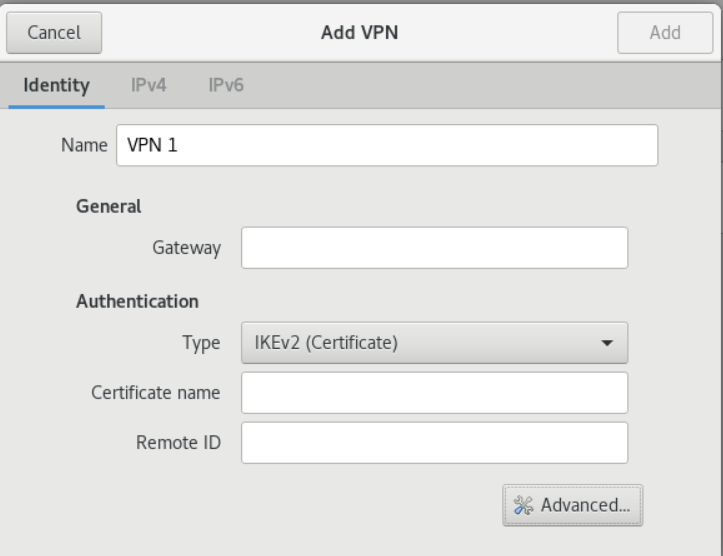 Cancel Add VPN Add
Identity IPv4 IPv6
Name VPN 1
General
Gateway
Authentication
Type IKEv2 (Certificate)
Certificate name
Remote ID
Advanced...